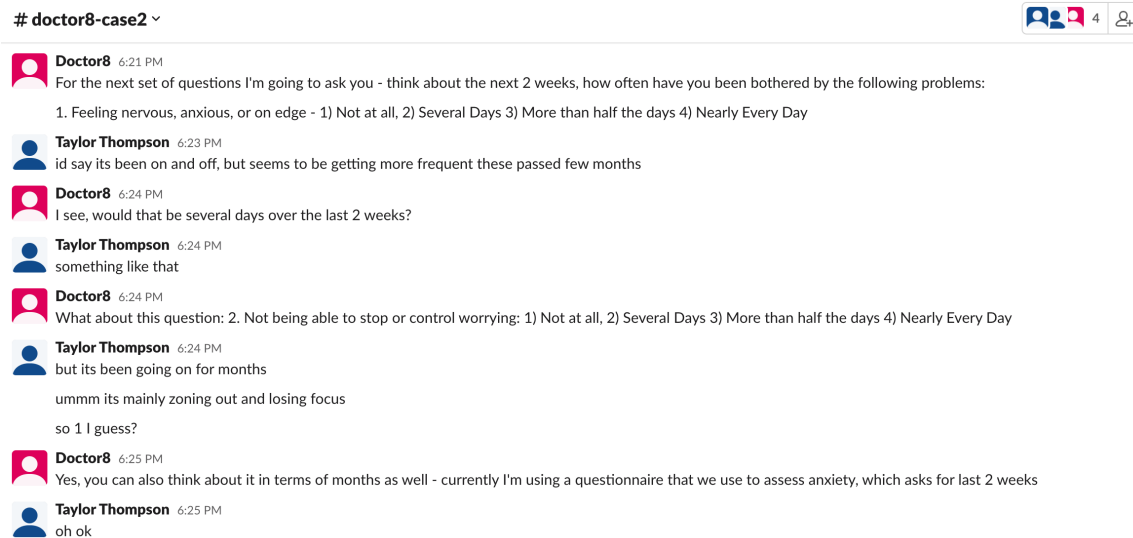 # doctor8-case2
4
Doctor8 6:21 PM
For the next set of questions I'm going to ask you - think about the next 2 weeks, how often have you been bothered by the following problems:
1. Feeling nervous, anxious, or on edge - 1) Not at all, 2) Several Days 3) More than half the days 4) Nearly Every Day
Taylor Thompson 6:23 PM
id say its been on and off, but seems to be getting more frequent these passed few months
Doctor8 6:24 PM
I see, would that be several days over the last 2 weeks?
Taylor Thompson 6:24 PM
something like that
Doctor8 6:24 PM
What about this question: 2. Not being able to stop or control worrying: 1) Not at all, 2) Several Days 3) More than half the days 4) Nearly Every Day
Taylor Thompson 6:24 PM
but its been going on for months
ummm its mainly zoning out and losing focus
so 1 I guess?
Doctor8 6:25 PM
Yes, you can also think about it in terms of months as well - currently I'm using a questionnaire that we use to assess anxiety, which asks for last 2 weeks
Taylor Thompson 6:25 PM
oh ok